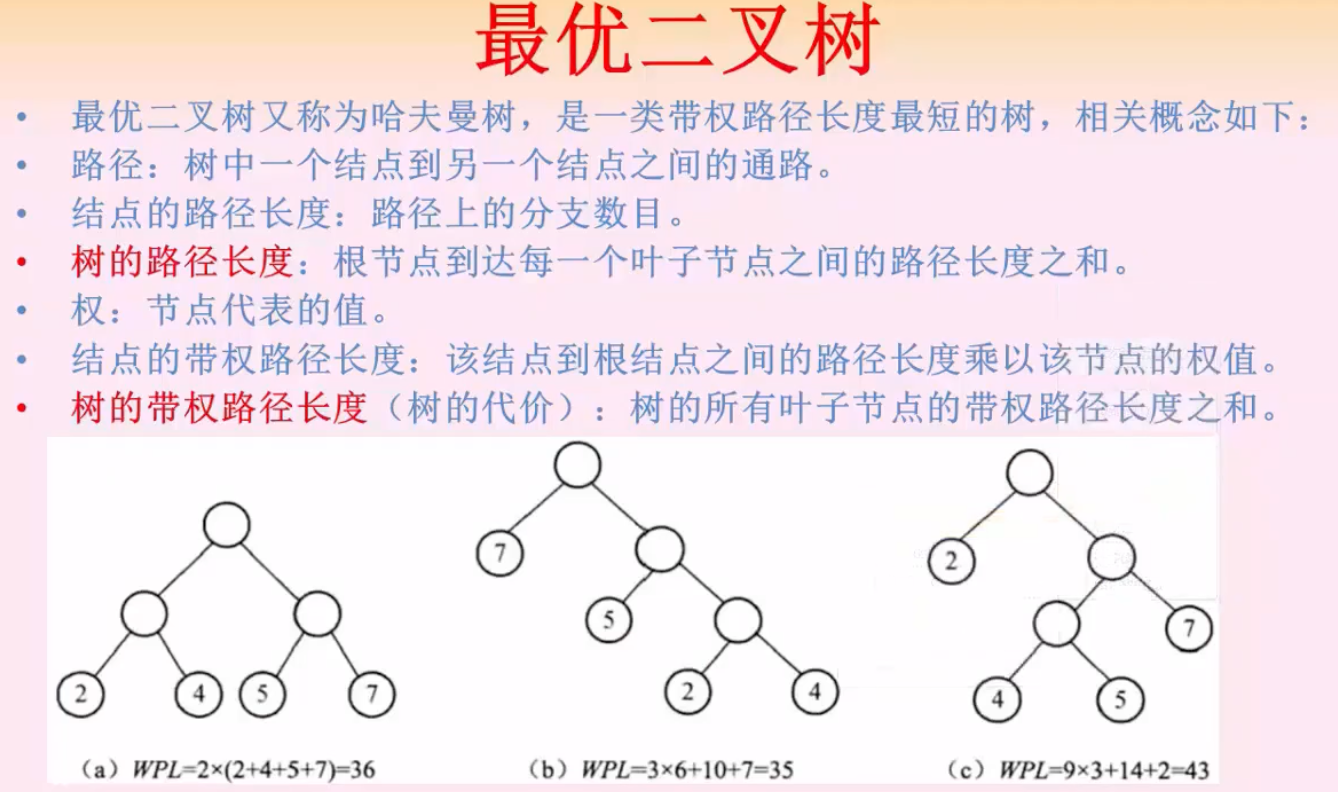 最优二叉树
• 最优二叉树又称为哈夫曼树，是一类带权路径长度最短的树，相关概念如下：
• 路径：树中一个结点到另一个结点之间的通路。
• 结点的路径长度：路径上的分支数目。
• 树的路径长度：根节点到达每一个叶子节点之间的路径长度之和。
• 权：节点代表的值。
• 结点的带权路径长度：该结点到根结点之间的路径长度乘以该节点的权值。
• 树的带权路径长度（树的代价）：树的所有叶子节点的带权路径长度之和。
2 4 5 7
7
5
2 4
2
7
4 5
（a）WPL=2×(2+4+5+7)=36
（b）WPL=3×6+10+7=35
（c）WPL=9×3+14+2=43